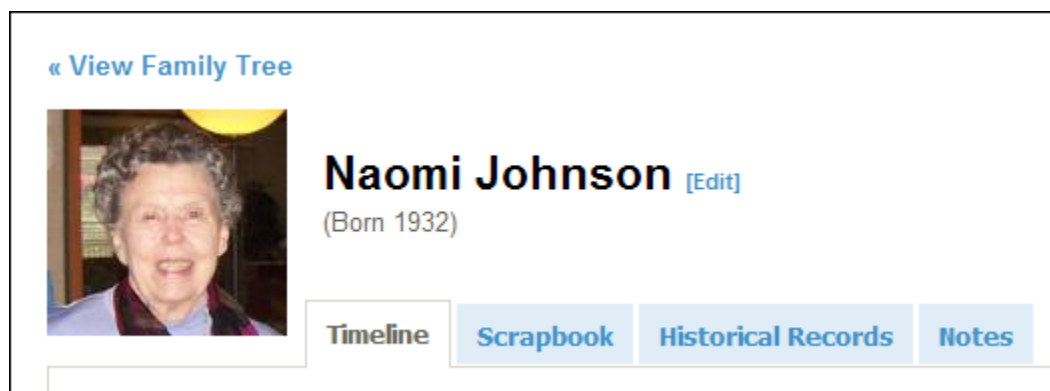 « View Family Tree
Naomi Johnson [Edit]
(Born 1932)
Timeline Scrapbook Historical Records Notes